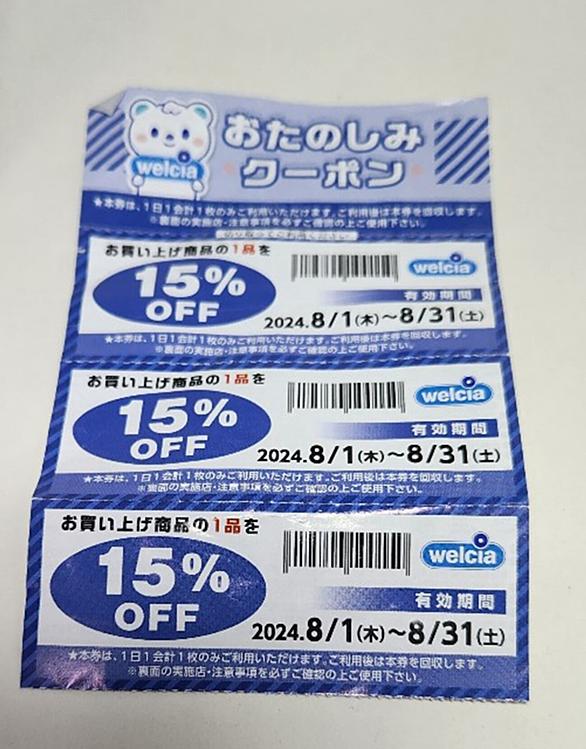 おたのしみ
welcia
クーポン
★本券は、1日1会計1枚のみご利用いただけます。ご利用後は本券を回収します。
※裏面の実施店・注意事項を必ずご確認の上ご使用下さい。
切り取ってご利用ください
お買い上げ商品の1品を
15%
OFF
welcia
有効期間
2024.8/1(木)~8/31(土)
★本券は、1日1会計1枚のみご利用いただけます。ご利用後は本券を回収します。
※裏面の実施店・注意事項を必ずご確認の上ご使用下さい。
お買い上げ商品の1品を
15%
OFF
welcia
有効期間
2024.8/1(木)~8/31(土)
★本券は、1日1会計1枚のみご利用いただけます。ご利用後は本券を回収します。
※裏面の実施店・注意事項を必ずご確認の上ご使用下さい。
お買い上げ商品の1品を
15%
OFF
welcia
有効期間
2024.8/1(木)~8/31(土)
★本券は、1日1会計1枚のみご利用いただけます。ご利用後は本券を回収します。
※裏面の実施店・注意事項を必ずご確認の上ご使用下さい。